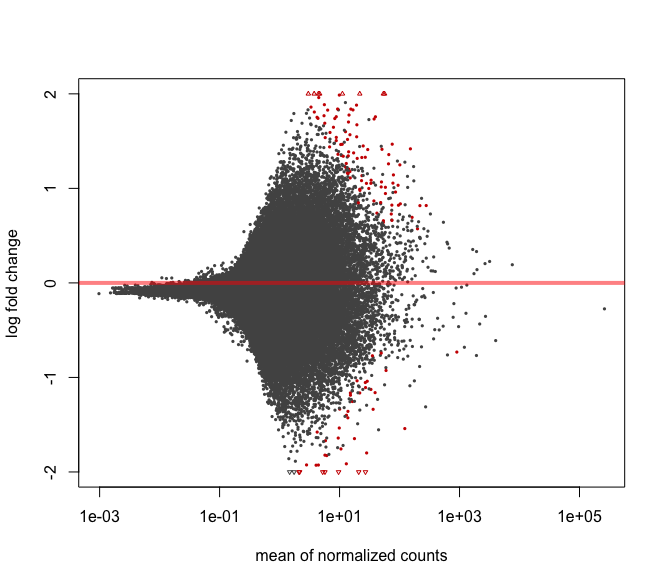 2
1
0
-1
-2
log fold change
1e-03
1e-01
1e+01
1e+03
1e+05
mean of normalized counts